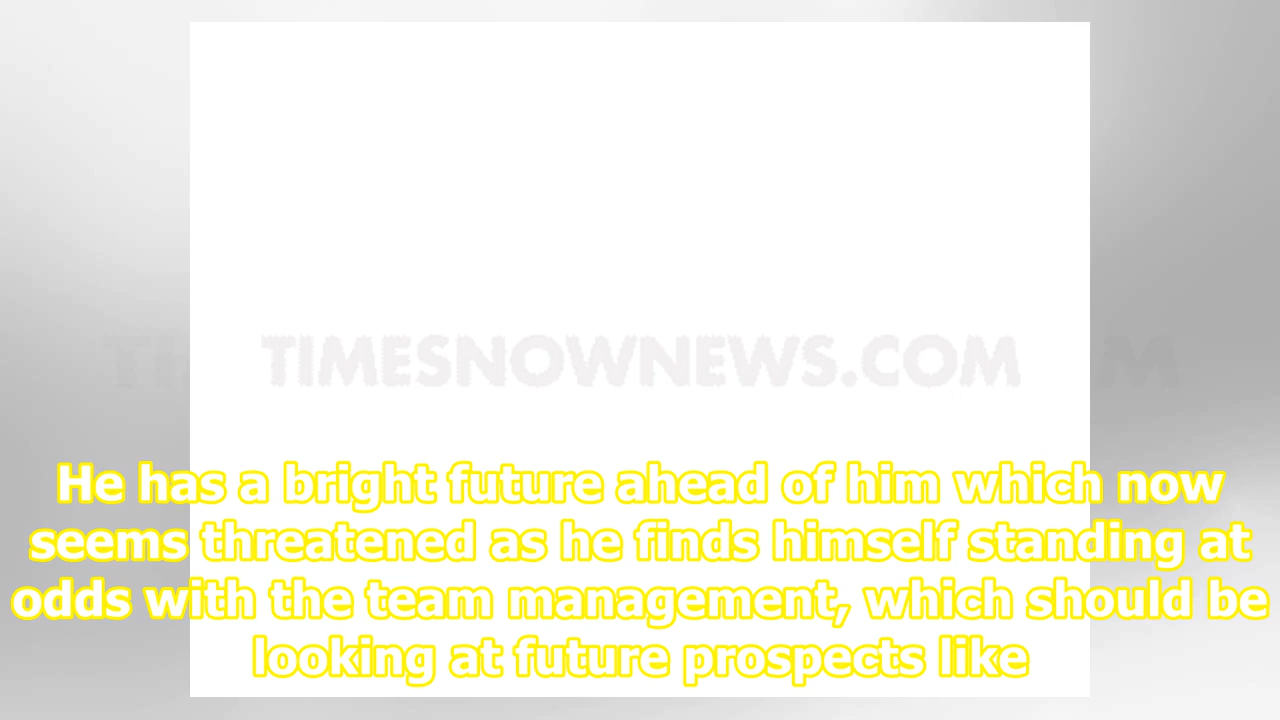 TIMESNOWNEWS.COM
He has a bright future ahead of him which now
seems threatened as he finds himself standing at
odds with the team management, which should be
looking at future prospects like